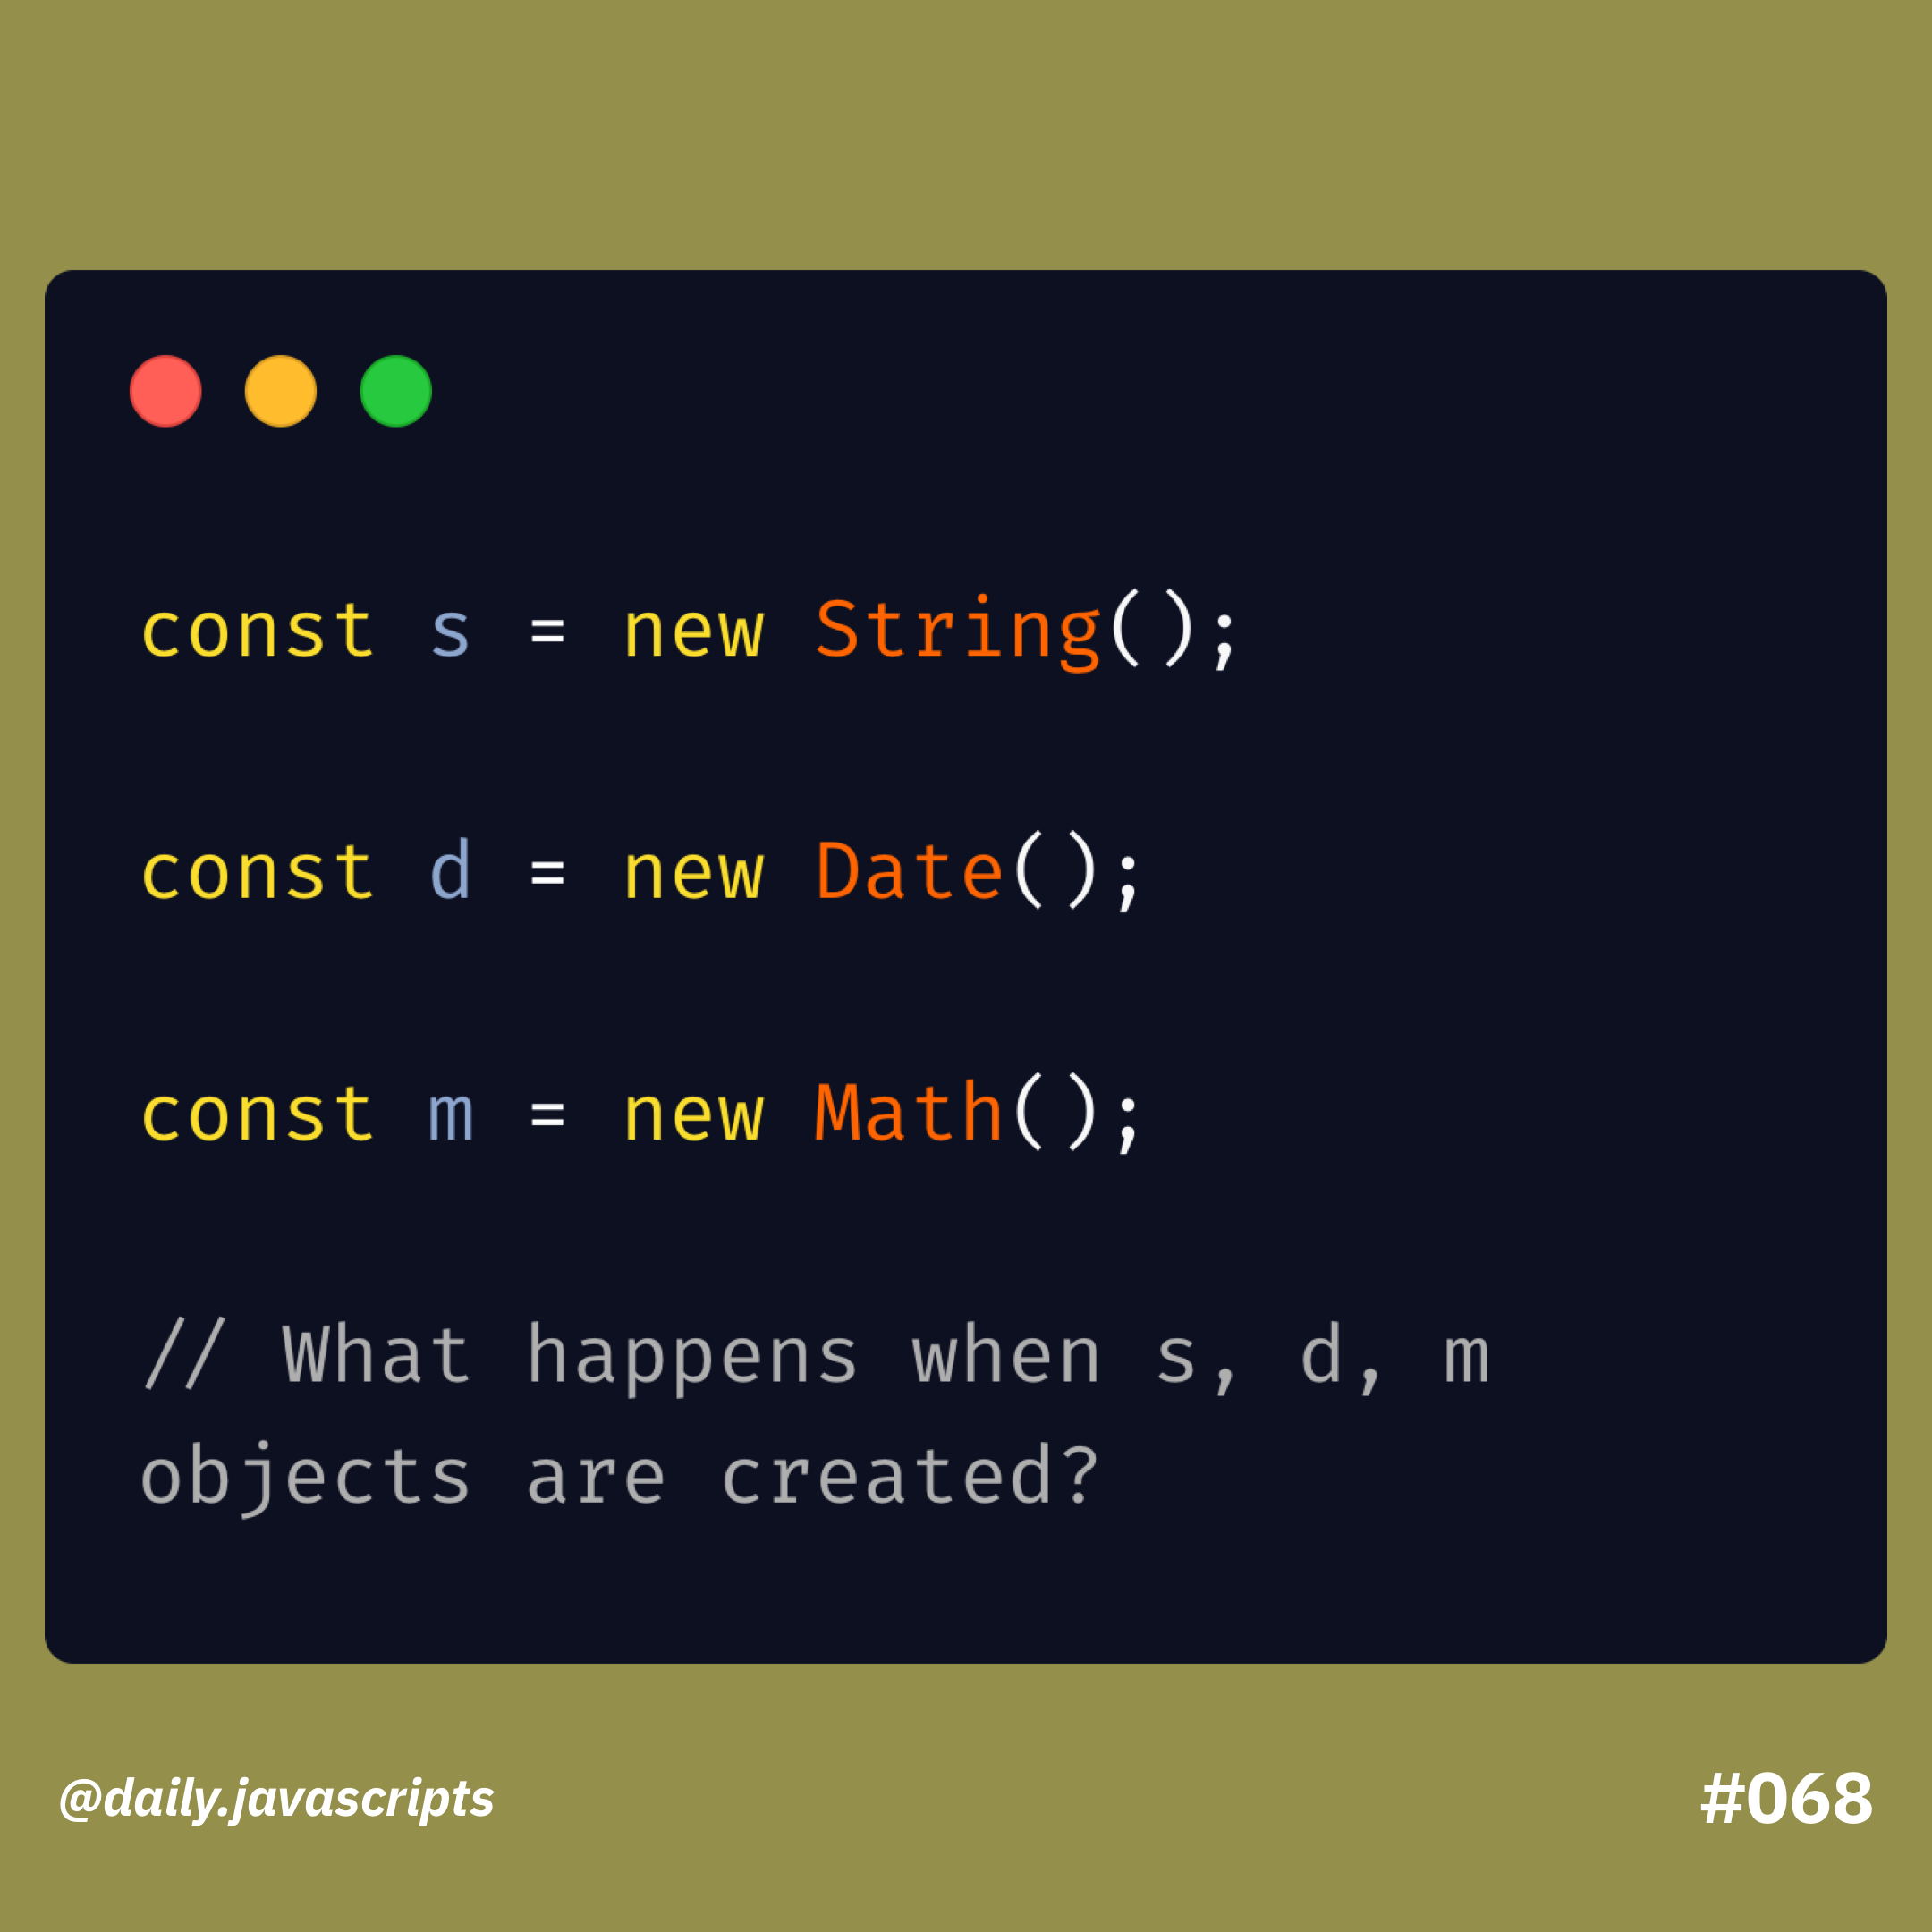 const s = new String();
const d = new Date();
const m = new Math();
// What happens when s, d, m
objects are created?
@daily.javascripts
#068